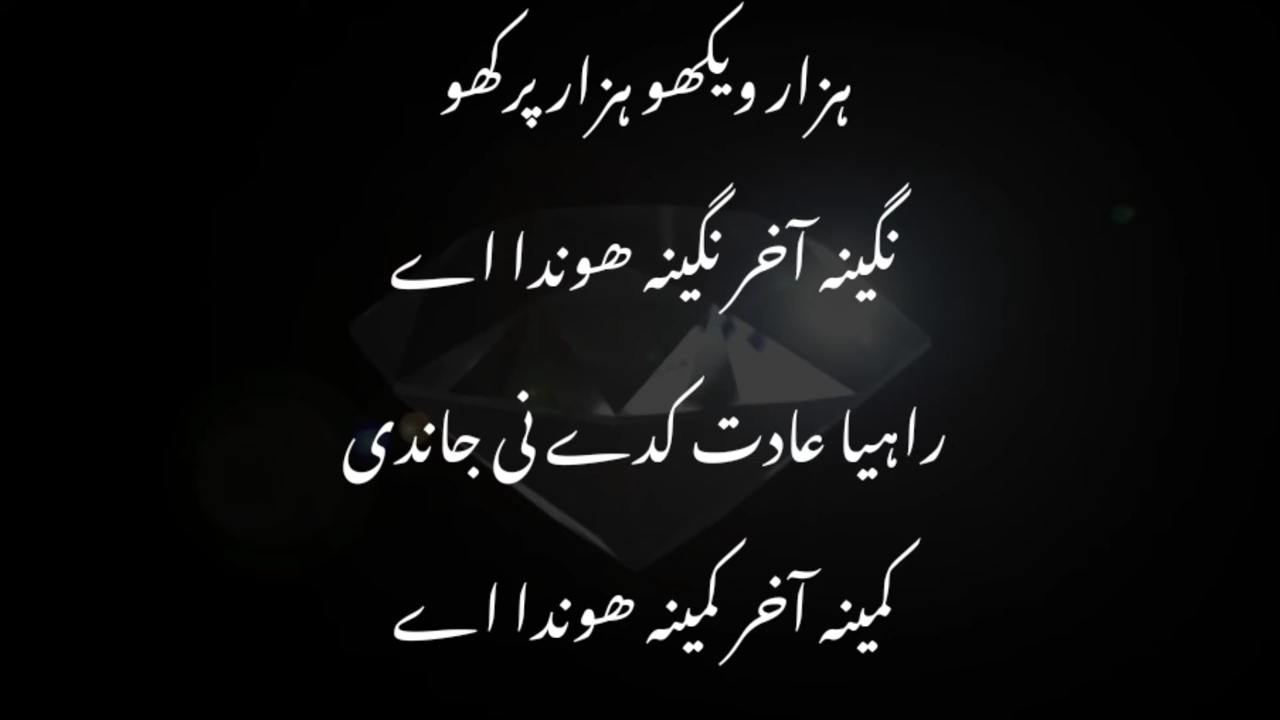 ہزار ویکھو ہزار پرکھو
نگینہ آخر نگینہ ھوندا اے
راہیا عادت کدے نی جاندی
کمینہ آخر کمینہ ھوندا اے